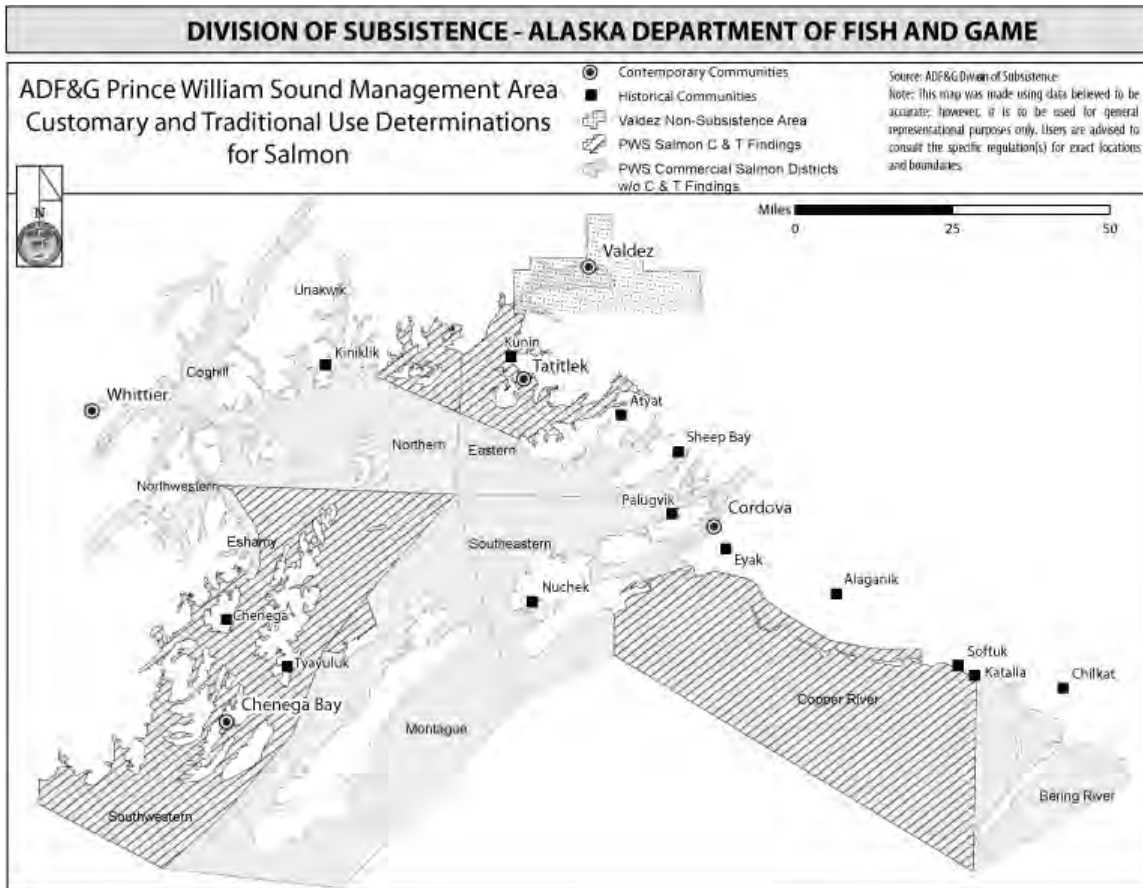 DIVISION OF SUBSISTENCE - ALASKA DEPARTMENT OF FISH AND GAME
ADF&G Prince William Sound Management Area
Customary and Traditional Use Determinations
for Salmon
Contemporary Communities
Historical Communities
Valdez Non-Subsistence Area
PWS Salmon C & T Findings
PWS Commercial Salmon Districts
w/o C & T Findings
Source: ADF&G Division of Subsistence
Note: This map was made using data believed to be
accurate; however, it is to be used for general
representational purposes only. Users are advised to
consult the specific regulation(s) for exact locations
and boundaries.
N
Miles
0
25
50
Valdez
Unakwik
Kiniklik
Kunin
Tatitlek
Coghill
Whittier
Atyat
Northern
Eastern
Sheep Bay
Northwestern
Palugvik
Cordova
Eshamy
Southeastern
Eyak
Nuchek
Alaganik
Chenega
Tyayuluk
Softuk
Katalla
Chilkat
Copper River
Chenega Bay
Montague
Bering River
Southwestern